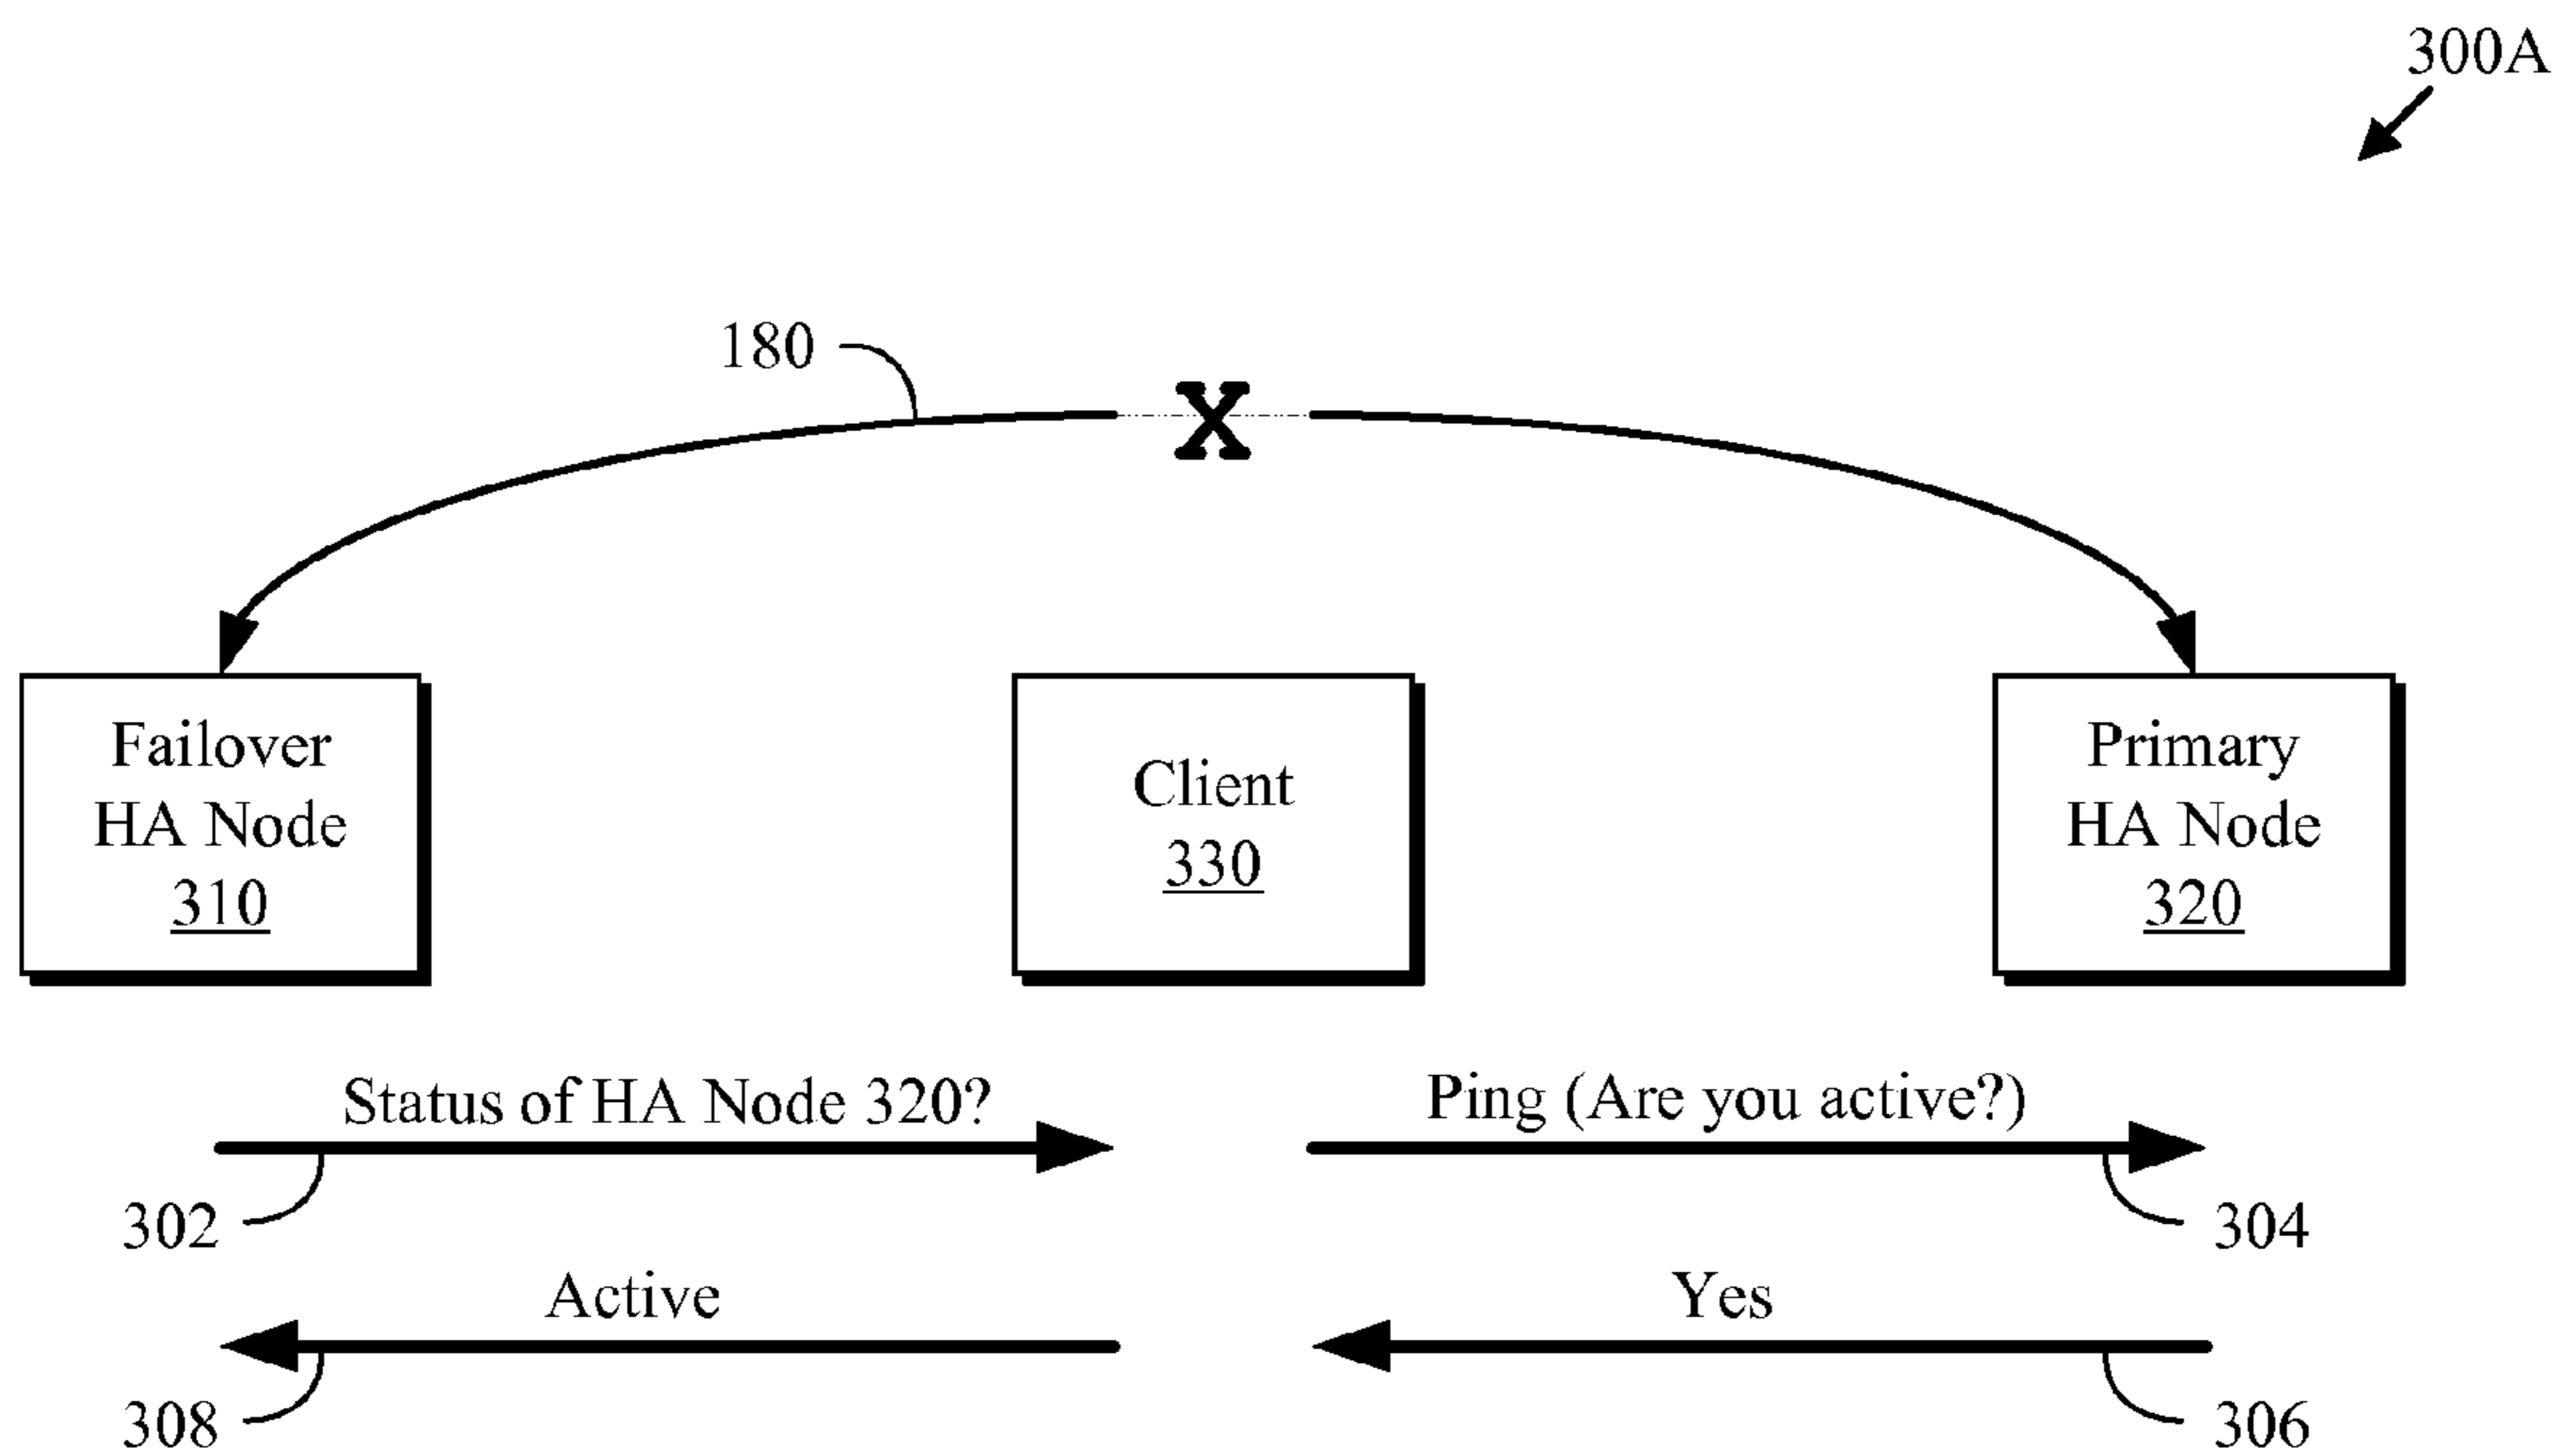 300A
180
Failover
HA Node
310
Client
330
Primary
HA Node
320
Status of HA Node 320?
Ping (Are you active?)
302
304
Active
Yes
308
306
X